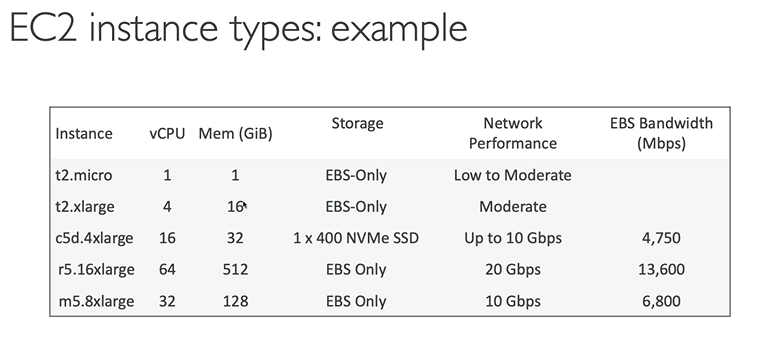 EC2 instance types: example
Instance vCPU Mem (GiB) Storage Network Performance EBS Bandwidth (Mbps)
t2.micro 1 1 EBS-Only Low to Moderate
t2.xlarge 4 16 EBS-Only Moderate
c5d.4xlarge 16 32 1 x 400 NVMe SSD Up to 10 Gbps 4,750
r5.16xlarge 64 512 EBS Only 20 Gbps 13,600
m5.8xlarge 32 128 EBS Only 10 Gbps 6,800